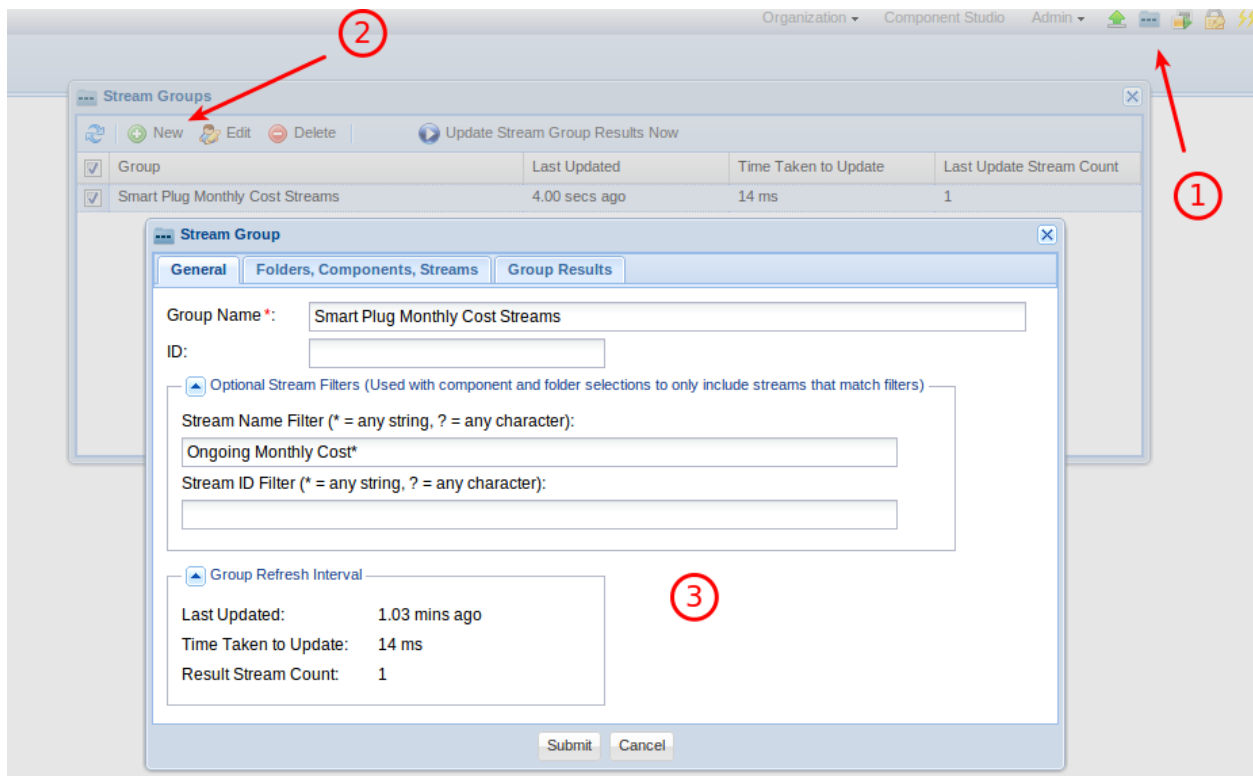 2 Organization Component Studio Admin
Stream Groups
New Edit Delete Update Stream Group Results Now
Group Last Updated Time Taken to Update Last Update Stream Count
Smart Plug Monthly Cost Streams 4.00 secs ago 14 ms 1
1
Stream Group
General Folders, Components, Streams Group Results
Group Name*: Smart Plug Monthly Cost Streams
ID:
Optional Stream Filters (Used with component and folder selections to only include streams that match filters)
Stream Name Filter (* = any string, ? = any character):
Ongoing Monthly Cost*
Stream ID Filter (* = any string, ? = any character):
Group Refresh Interval
3
Last Updated: 1.03 mins ago
Time Taken to Update: 14 ms
Result Stream Count: 1
Submit Cancel